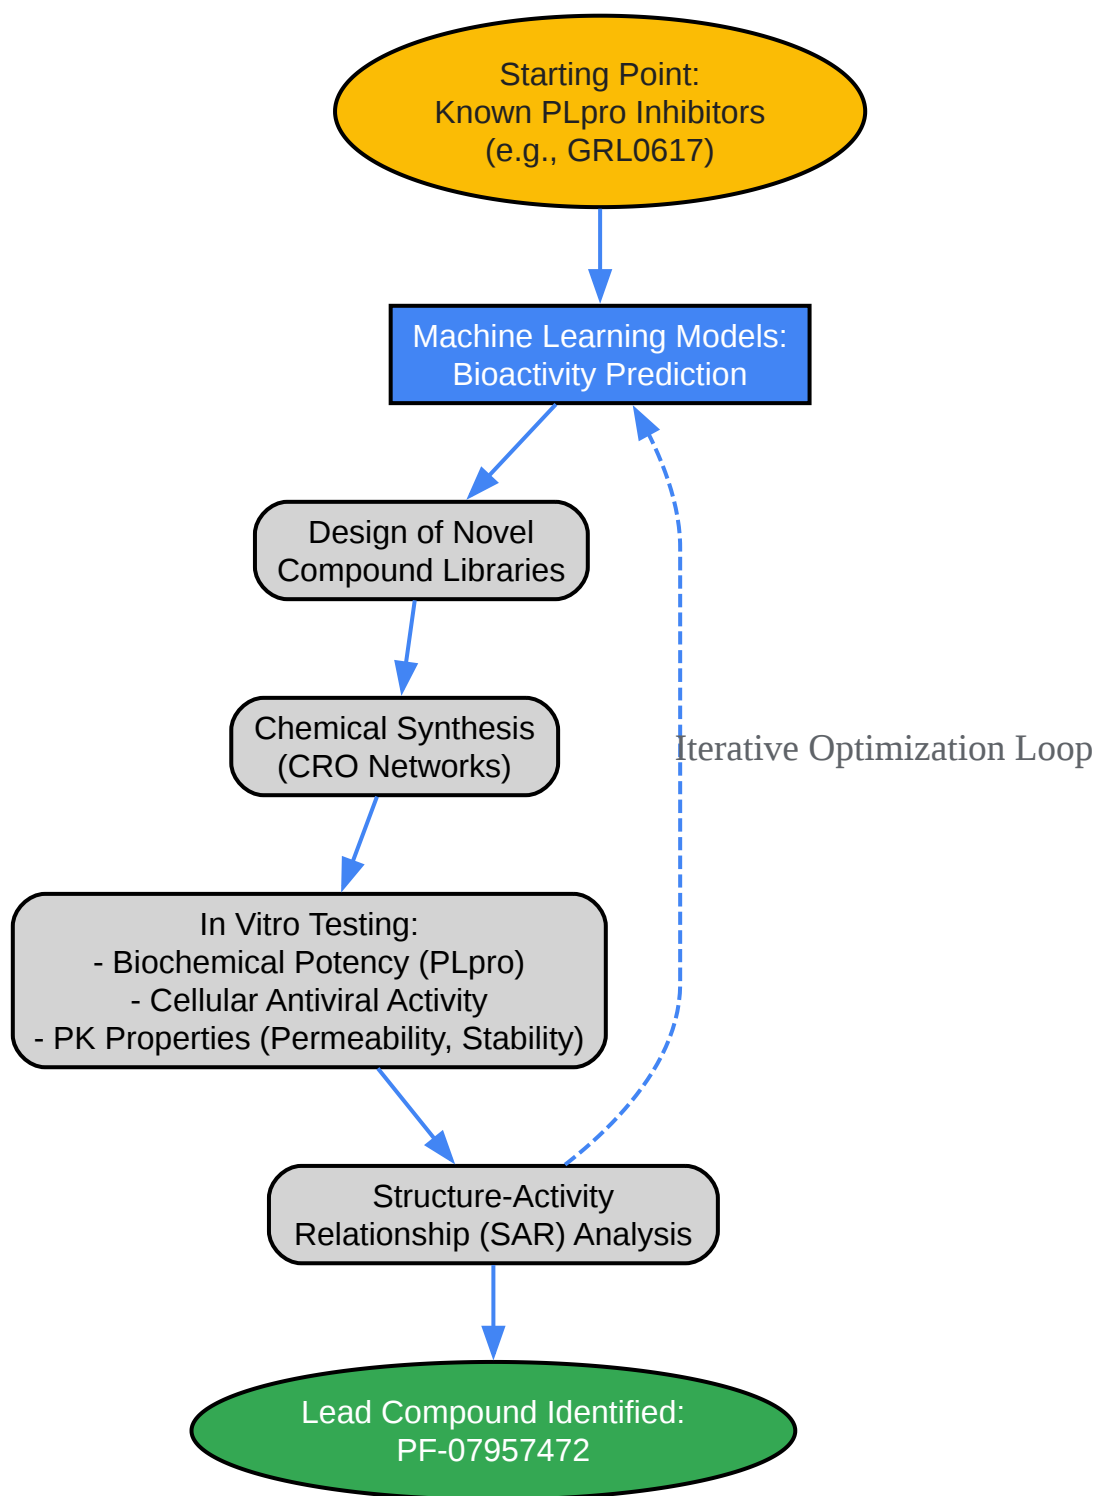 Starting Point:
Known PLpro Inhibitors
(e.g., GRL0617)
Machine Learning Models:
Bioactivity Prediction
Design of Novel
Compound Libraries
Chemical Synthesis
(CRO Networks)
Iterative Optimization Loop
In Vitro Testing:
- Biochemical Potency (PLpro)
- Cellular Antiviral Activity
- PK Properties (Permeability, Stability)
Structure-Activity
Relationship (SAR) Analysis
Lead Compound Identified:
PF-07957472